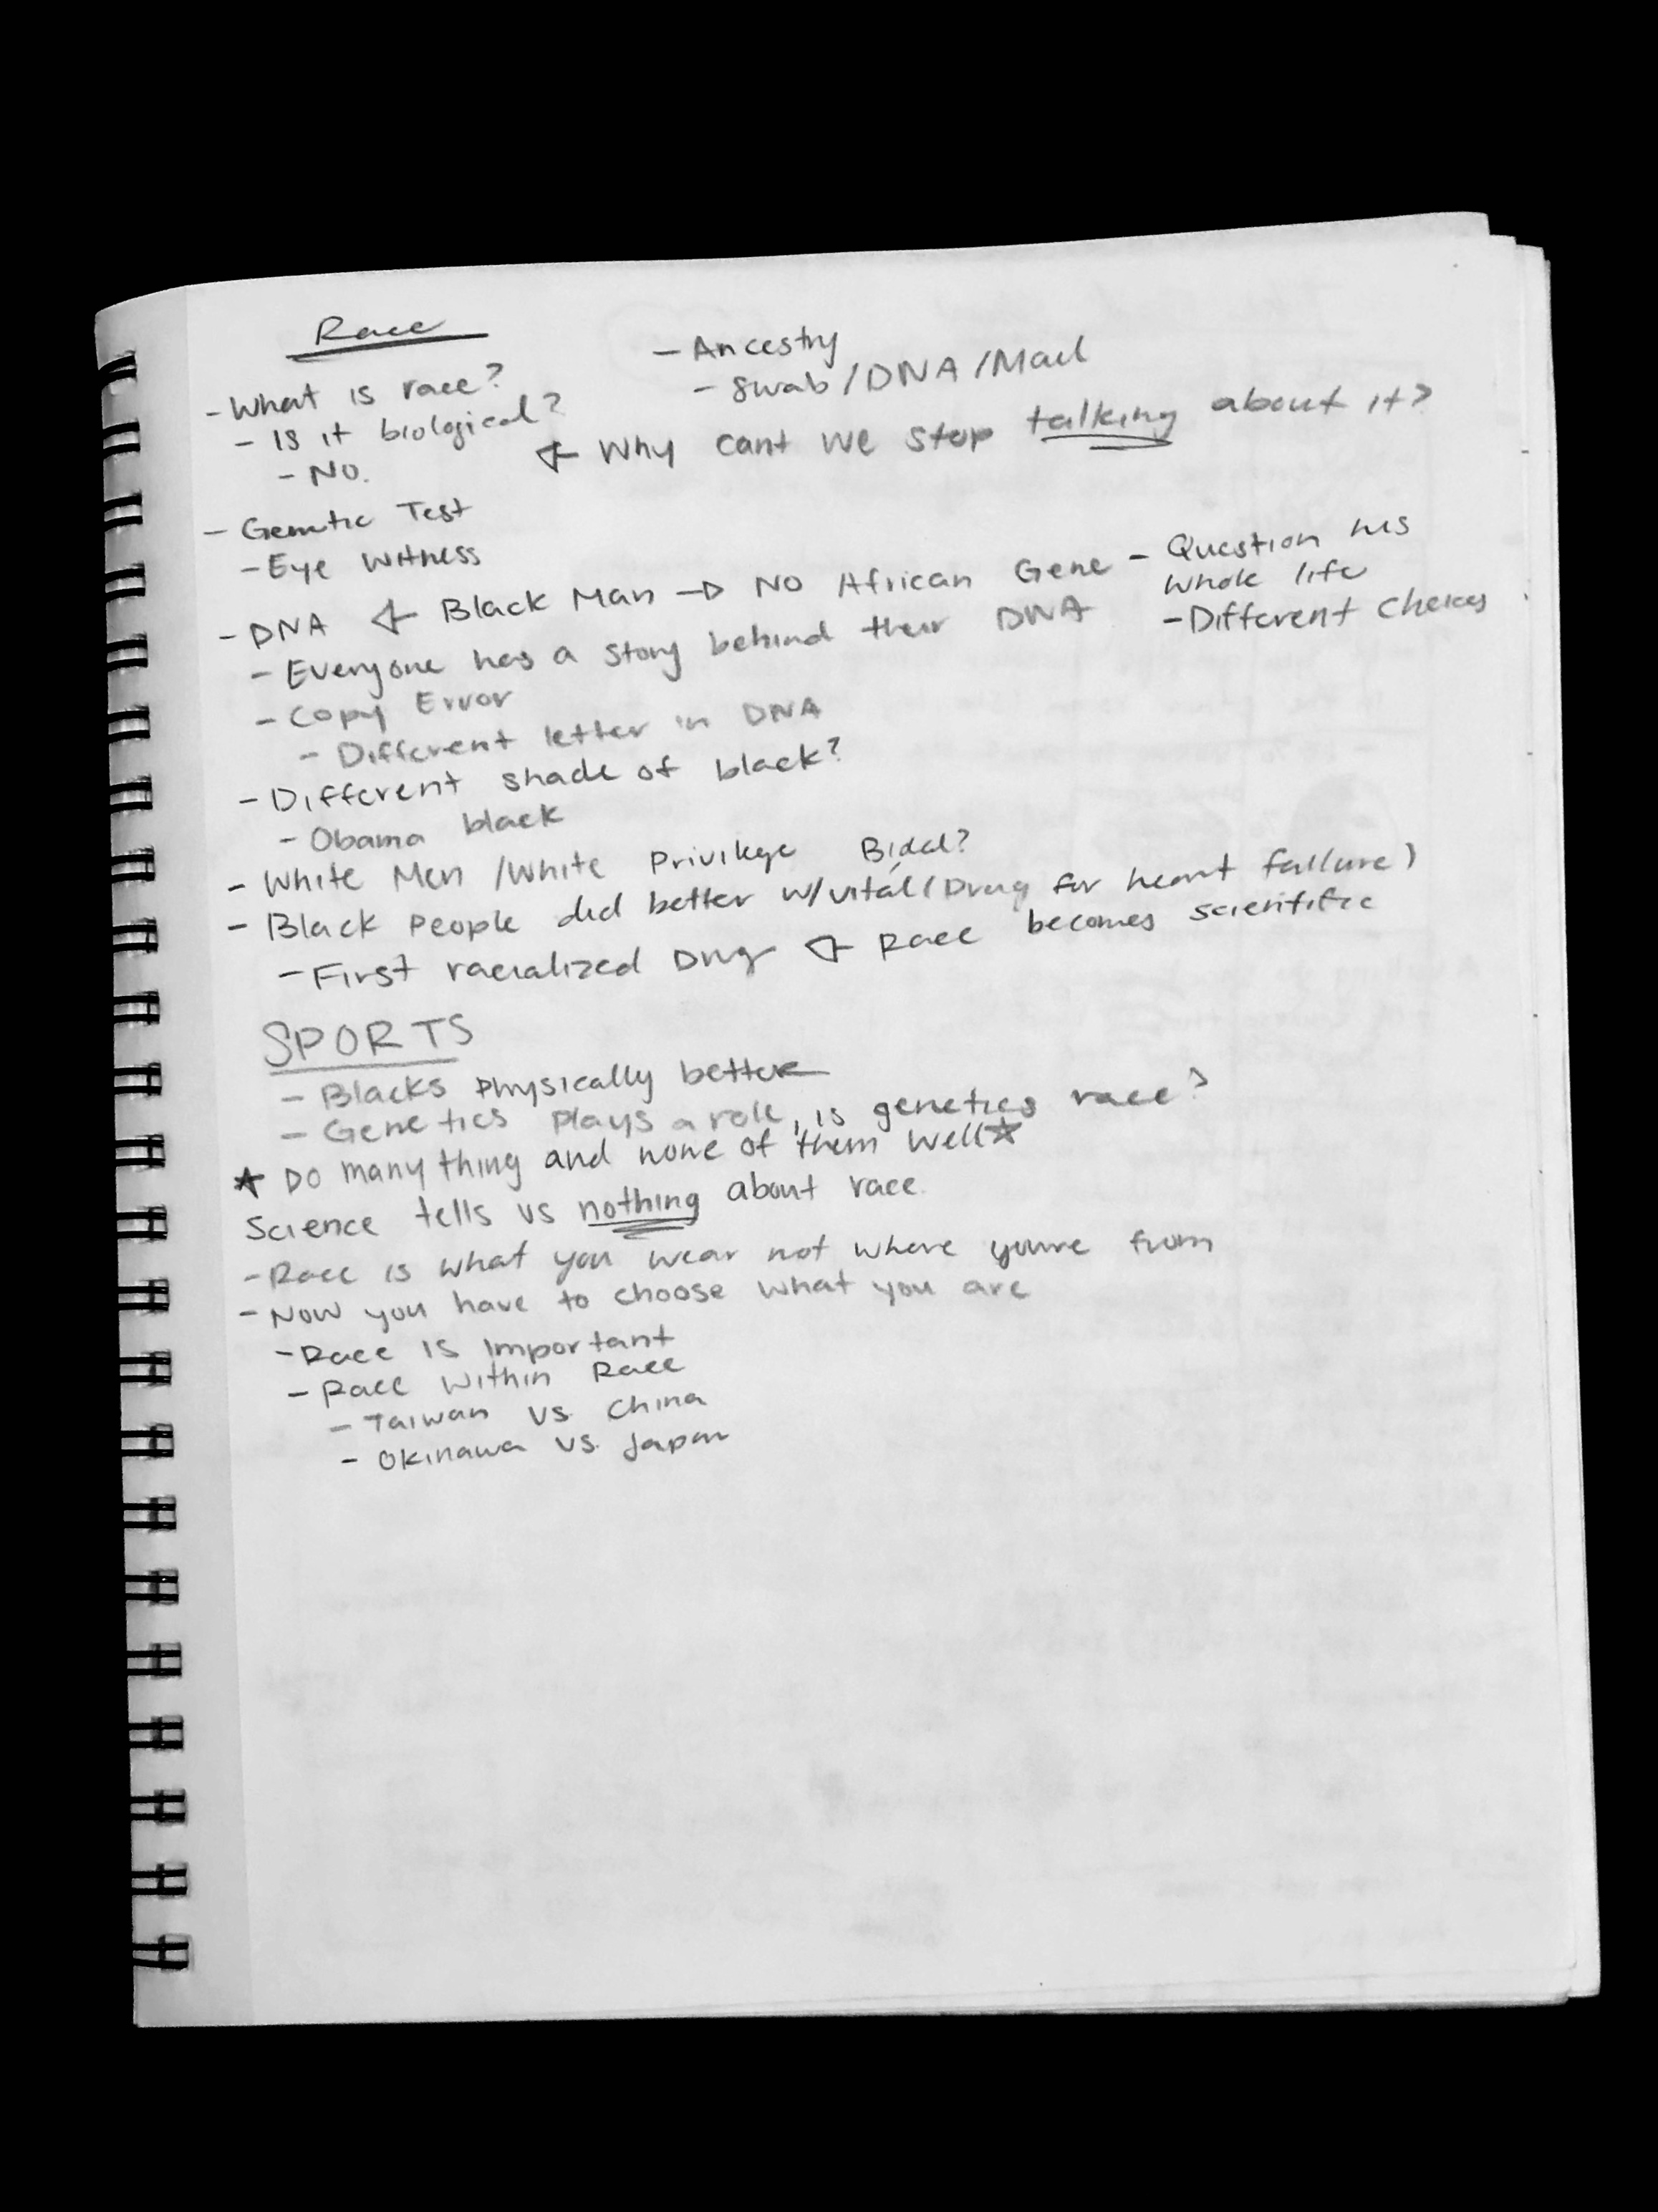 Race
- What is race?
- Is it biological?
- No.
- Ancestry
- Swab / DNA / Mail
← Why cant we stop talking about it?
- Genetic Test
- Eye Witness
- DNA ← Black Man → No African Gene - Question his
whole life
- Different Choices
- Everyone has a story behind their DNA
- Copy Error
- Different letter in DNA
- Different shade of black?
- Obama black
- White Men / White Privilege
Bidil?
- Black People did better w/ vital (Drug for heart failure)
- First racialized Drug ← Race becomes scientific
SPORTS
- Blacks physically better
- Genetics plays a role, is genetics race?
★ Do many thing and none of them well ★
Science tells us nothing about race.
- Race is what you wear not where youre from
- Now you have to choose what you are
- Race is important
- Race within Race
- Taiwan vs. China
- Okinawa vs. Japan